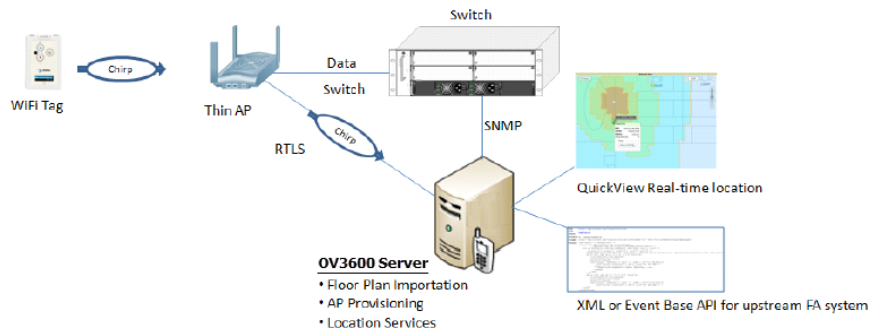 Switch
Chirp
WiFi Tag
Thin AP
Data
Switch
SNMP
RTLS
Chirp
QuickView Real-time location
OV3600 Server
• Floor Plan Importation
• AP Provisioning
• Location Services
XML or Event Base API for upstream FA system